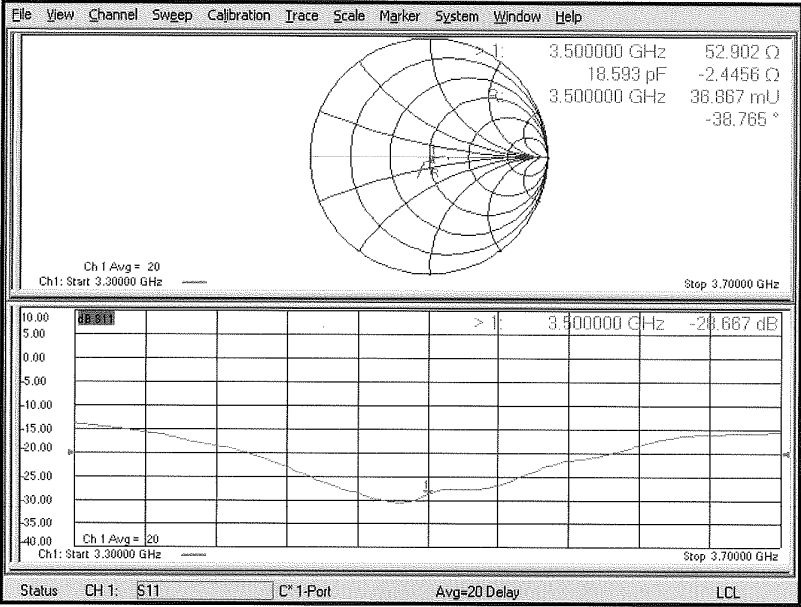 File View Channel Sweep Calibration Trace Scale Marker System Window Help
> 1: 3.500000 GHz 52.902 Ω
18.593 pF -2.4456 Ω
3.500000 GHz 36.867 mU
-38.765 °
Ch 1 Avg = 20
Ch1: Start 3.30000 GHz
Stop 3.70000 GHz
10.00
dB S11
> 1: 3.500000 GHz -28.667 dB
5.00
0.00
-5.00
-10.00
-15.00
-20.00
-25.00
1
-30.00
-35.00
-40.00
Ch 1 Avg = 20
Ch1: Start 3.30000 GHz
Stop 3.70000 GHz
Status CH 1: S11 C* 1-Port Avg=20 Delay LCL